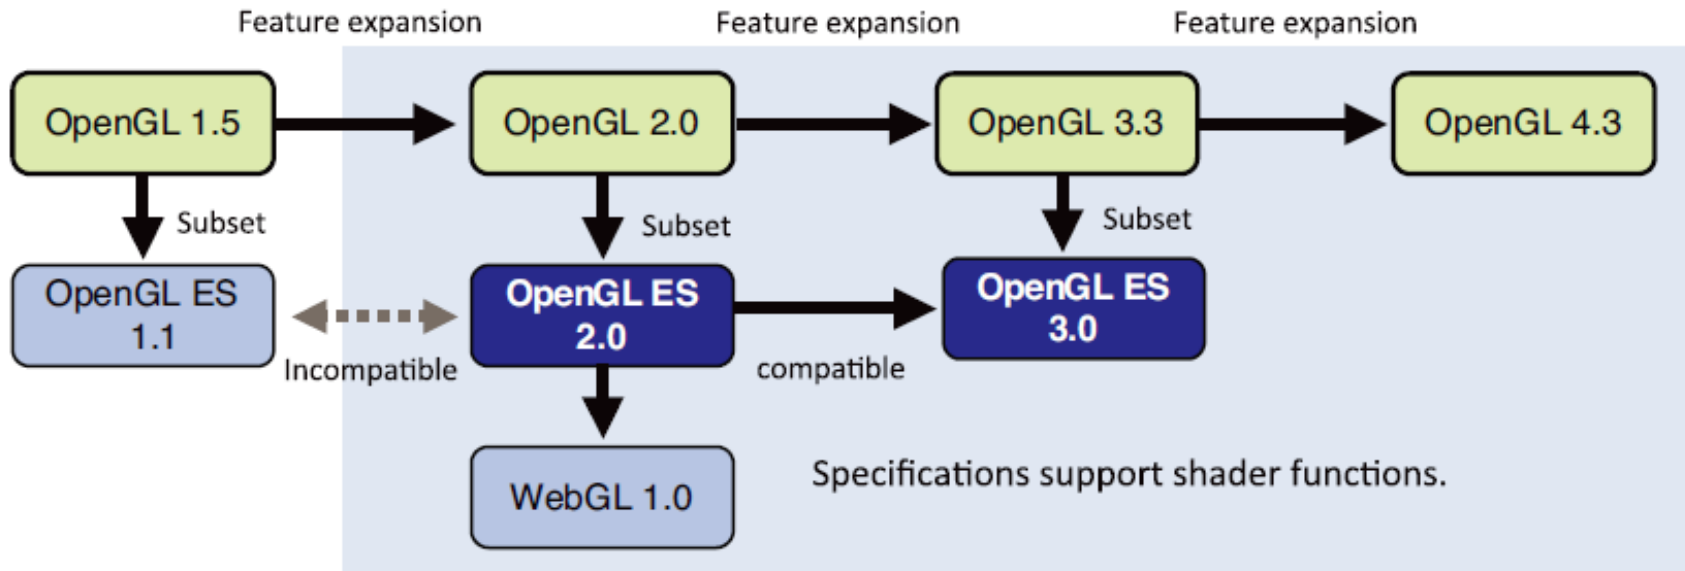 Feature expansion
Feature expansion
Feature expansion
OpenGL 1.5
OpenGL 2.0
OpenGL 3.3
OpenGL 4.3
Subset
Subset
Subset
OpenGL ES
1.1
OpenGL ES
2.0
OpenGL ES
3.0
Incompatible
compatible
WebGL 1.0
Specifications support shader functions.